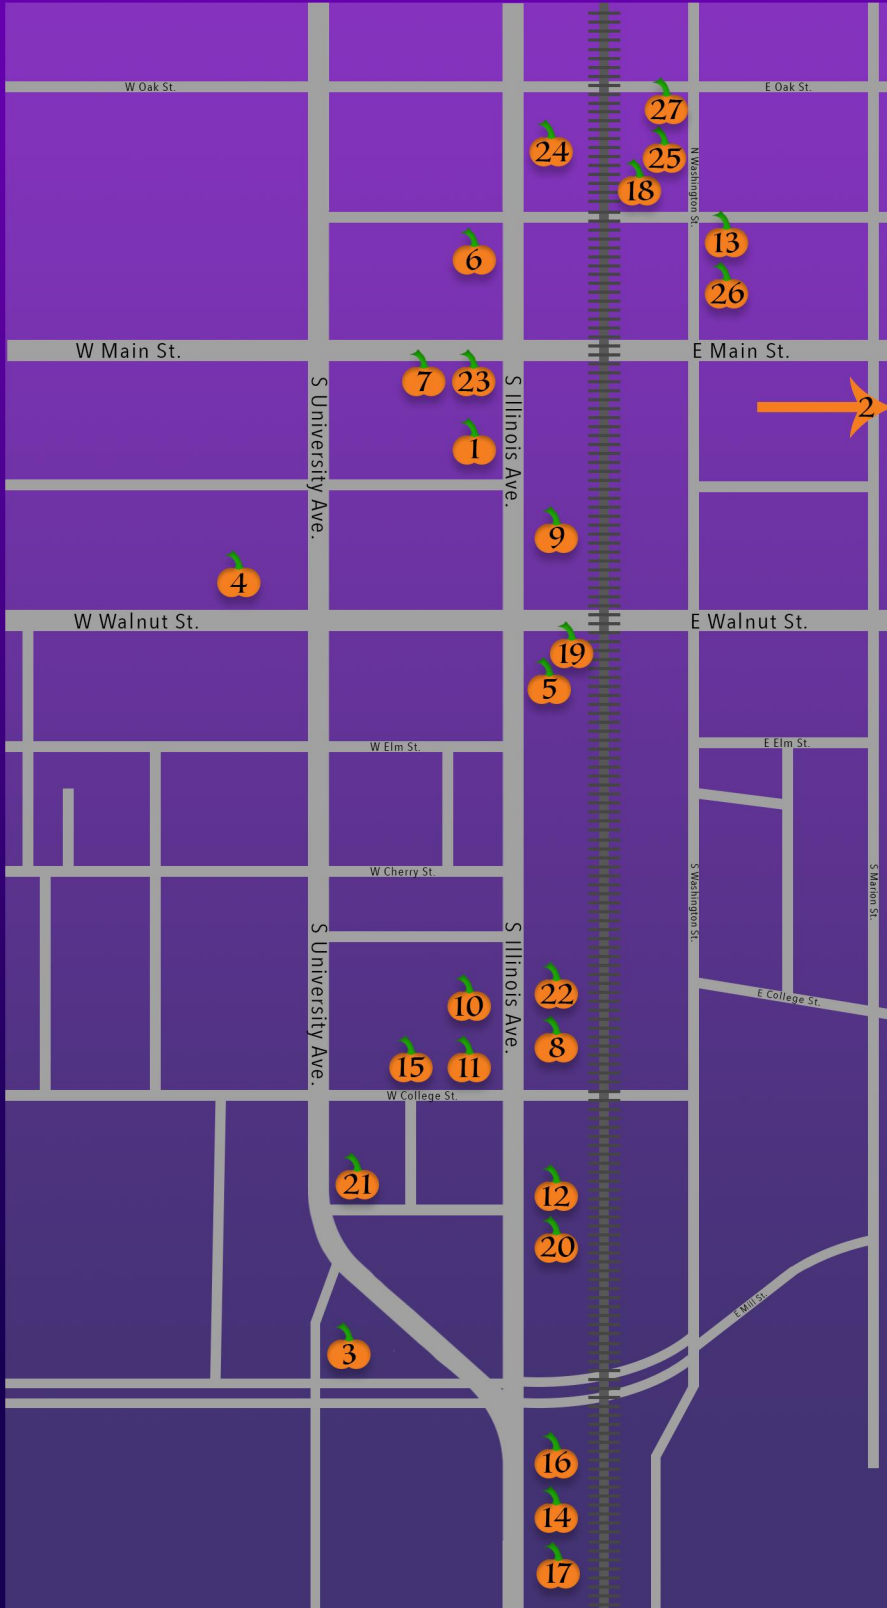 W Oak St.
E Oak St.
27
24
25
18
N Washington St.
13
6
26
W Main St.
E Main St.
7
23
S University Ave.
S Illinois Ave.
2
1
9
4
W Walnut St.
E Walnut St.
19
5
W Elm St.
E Elm St.
W Cherry St.
S Washington St.
S Marion St.
S University Ave.
S Illinois Ave.
22
10
E College St.
8
15
11
W College St.
21
12
20
E Mill St.
3
16
14
17